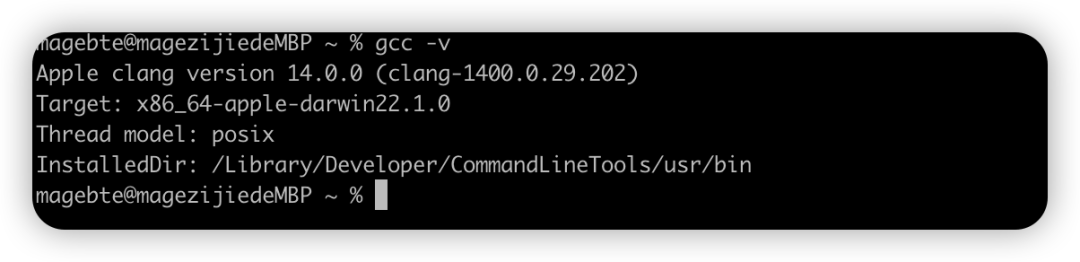 magebte@magezijiedeMBP ~ % gcc -v
Apple clang version 14.0.0 (clang-1400.0.29.202)
Target: x86_64-apple-darwin22.1.0
Thread model: posix
InstalledDir: /Library/Developer/CommandLineTools/usr/bin
magebte@magezijiedeMBP ~ %